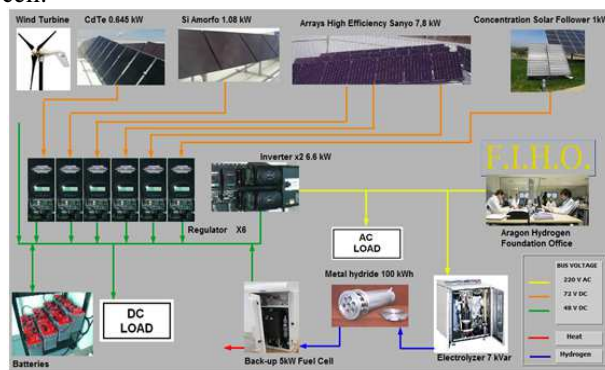 cell.
Wind Turbine
CdTe 0.645 kW
Si Amorfo 1,08 kW
Arrays High Efficiency Sanyo 7,8 kW
Concentration Solar Follower 1kW
Inverter x2 6.6 kW
F.I.H.O.
Regulator X6
Aragon Hydrogen
Foundation Office
AC
LOAD
Metal hydride 100 kWh
DC
LOAD
BUS VOLTAGE
220 V AC
72 V DC
48 V DC
Heat
Hydrogen
Batteries
Back-up 5kW Fuel Cell
Electrolyzer 7 kVar